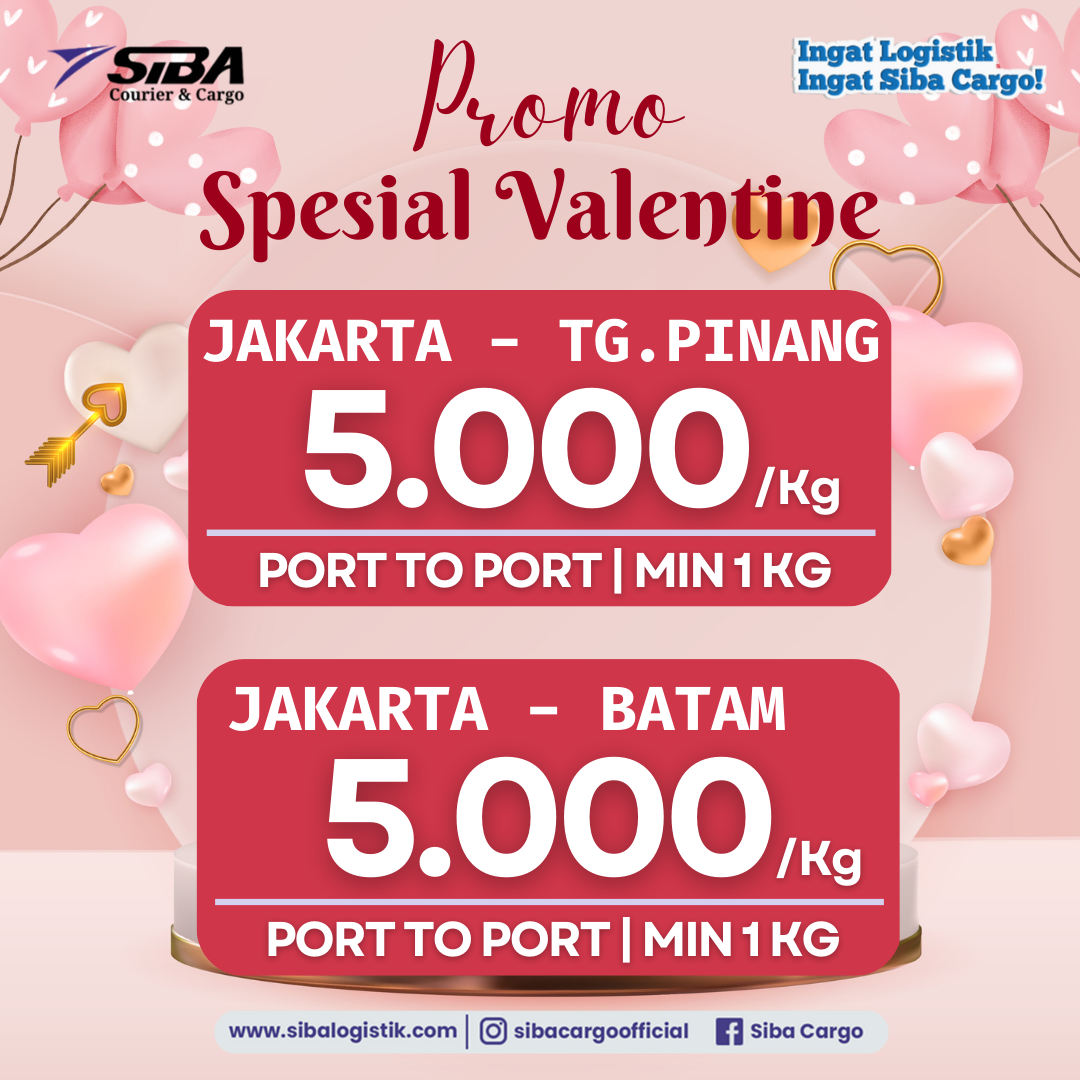 SiBA
Courier & Cargo
Ingat Logistik
Ingat Siba Cargo!
Promo
Spesial Valentine
JAKARTA - TG.PINANG
5.000/Kg
PORT TO PORT | MIN 1 KG
JAKARTA - BATAM
5.000/Kg
PORT TO PORT | MIN 1 KG
www.sibalogistik.com | sibacargoofficial Siba Cargo